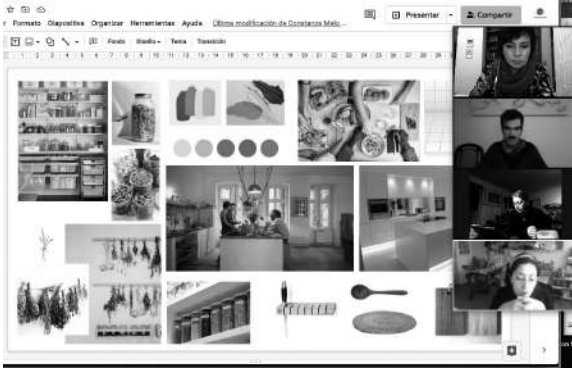 Presentar
Compartir
Formato Diapositiva Organizar Herramientas Ayuda Última modificación de Constanza Melo ...
Fondo Diseño Tema Transición